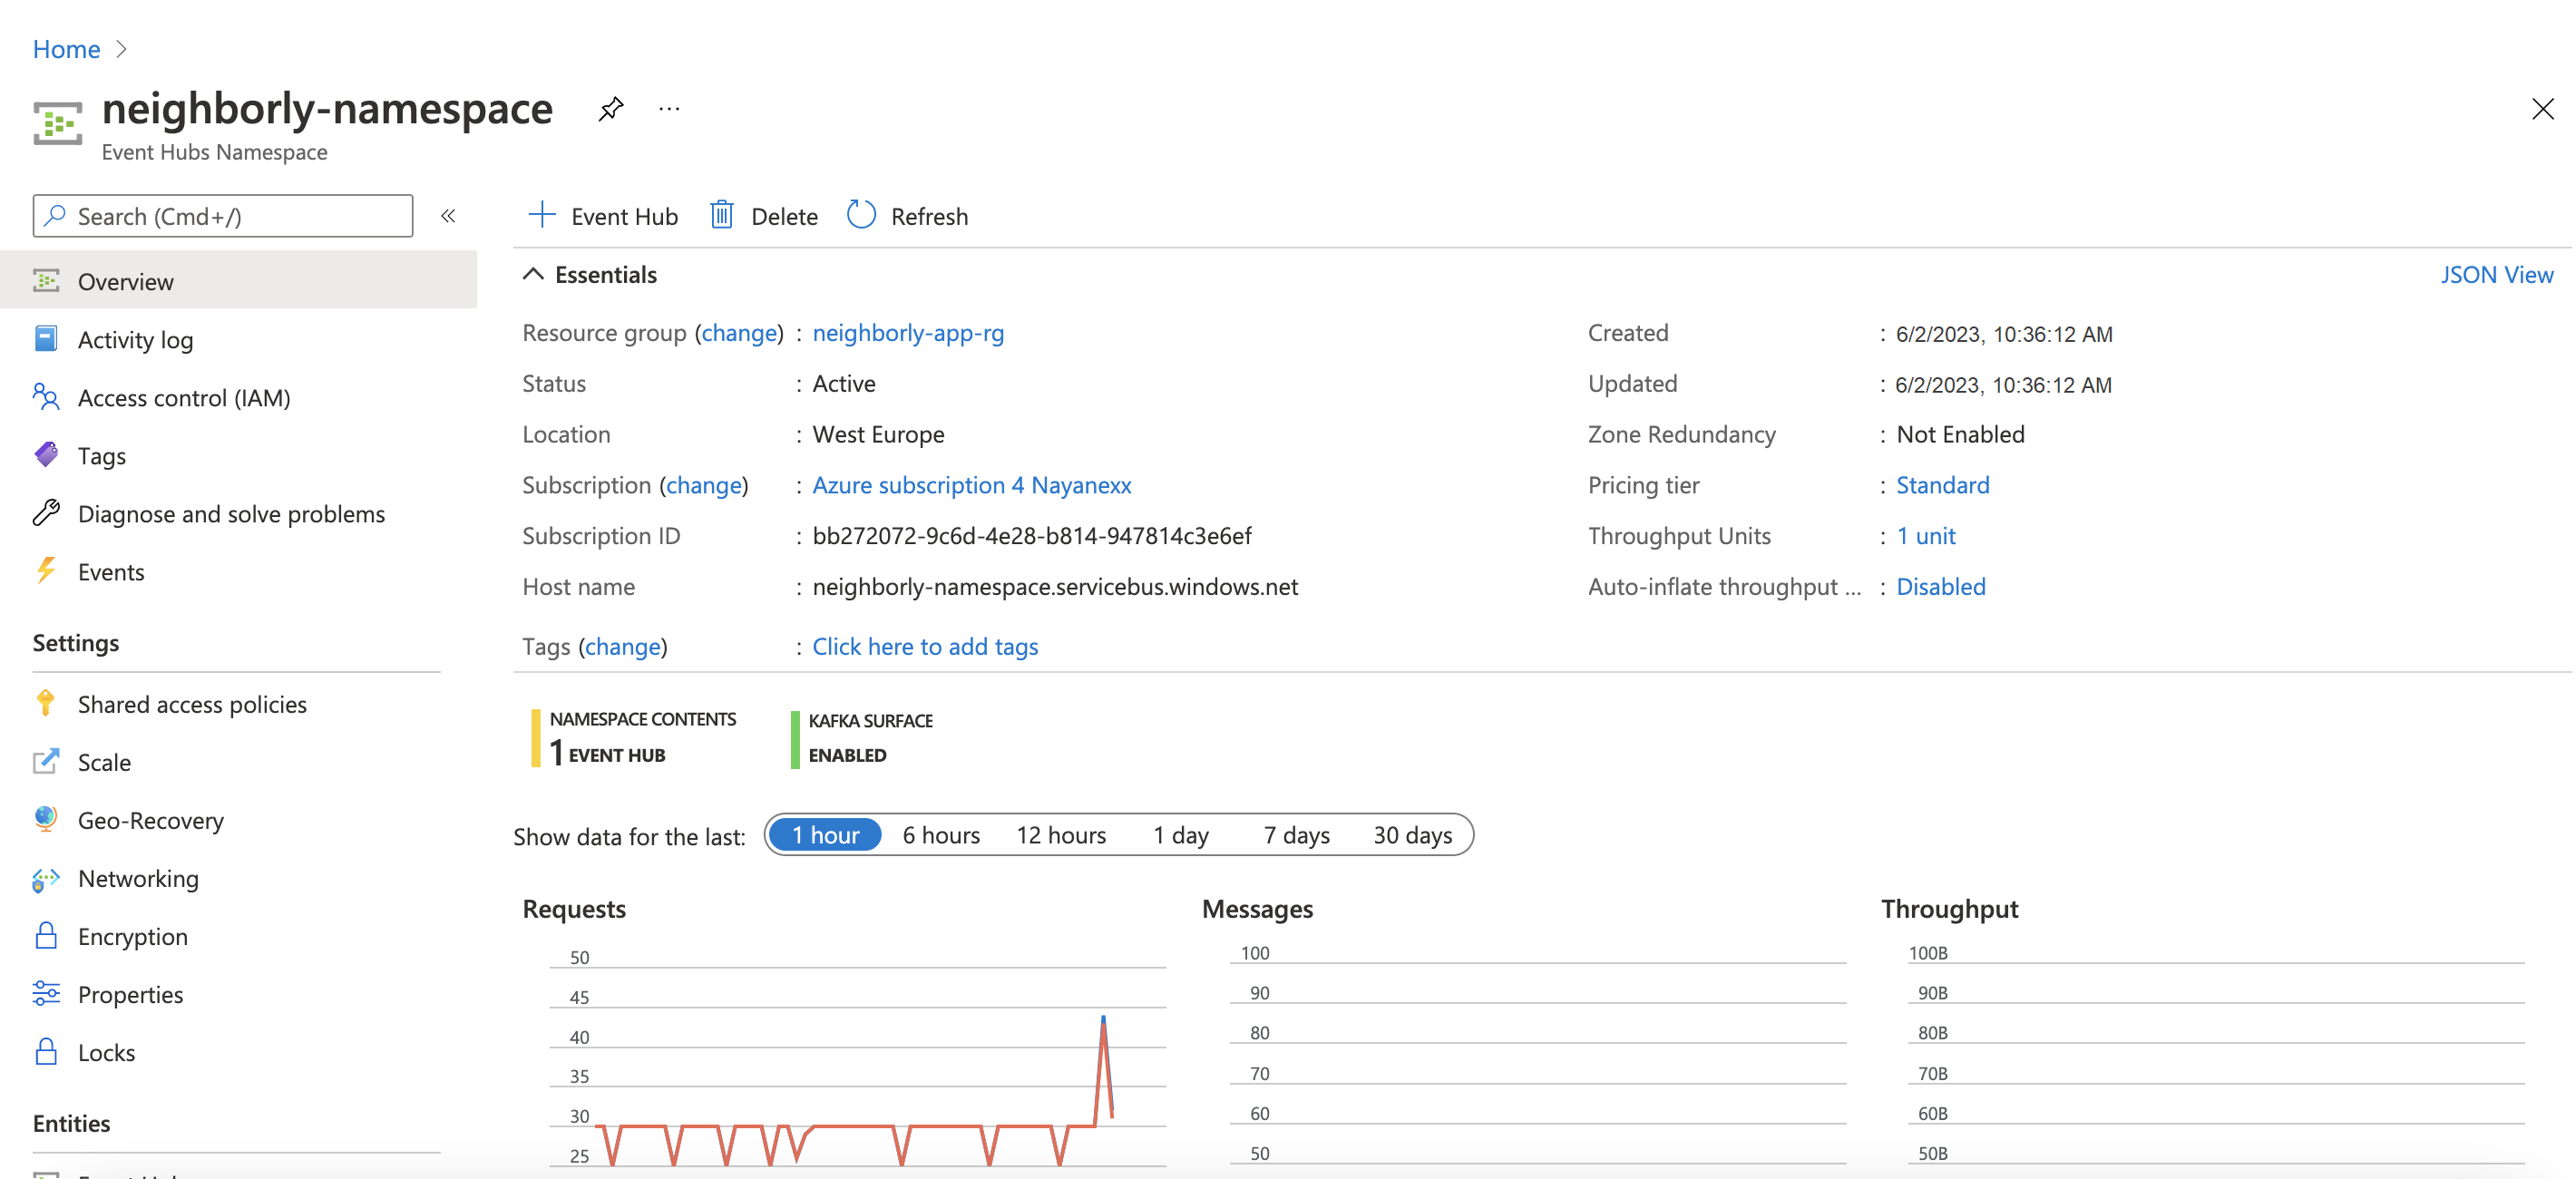 Home
neighborly-namespace
Event Hubs Namespace
Search (Cmd+/)
Overview
Activity log
Access control (IAM)
Tags
Diagnose and solve problems
Events
Settings
Shared access policies
Scale
Geo-Recovery
Networking
Encryption
Properties
Locks
Entities
Event Hub Delete Refresh
Essentials
JSON View
Resource group (change) : neighborly-app-rg
Status : Active
Location : West Europe
Subscription (change) : Azure subscription 4 Nayanexx
Subscription ID : bb272072-9c6d-4e28-b814-947814c3e6ef
Host name : neighborly-namespace.servicebus.windows.net
Tags (change) : Click here to add tags
Created : 6/2/2023, 10:36:12 AM
Updated : 6/2/2023, 10:36:12 AM
Zone Redundancy : Not Enabled
Pricing tier : Standard
Throughput Units : 1 unit
Auto-inflate throughput ... : Disabled
NAMESPACE CONTENTS
1 EVENT HUB
KAFKA SURFACE
ENABLED
Show data for the last: 1 hour 6 hours 12 hours 1 day 7 days 30 days
Requests
50
45
40
35
30
25
Messages
100
90
80
70
60
50
Throughput
100B
90B
80B
70B
60B
50B